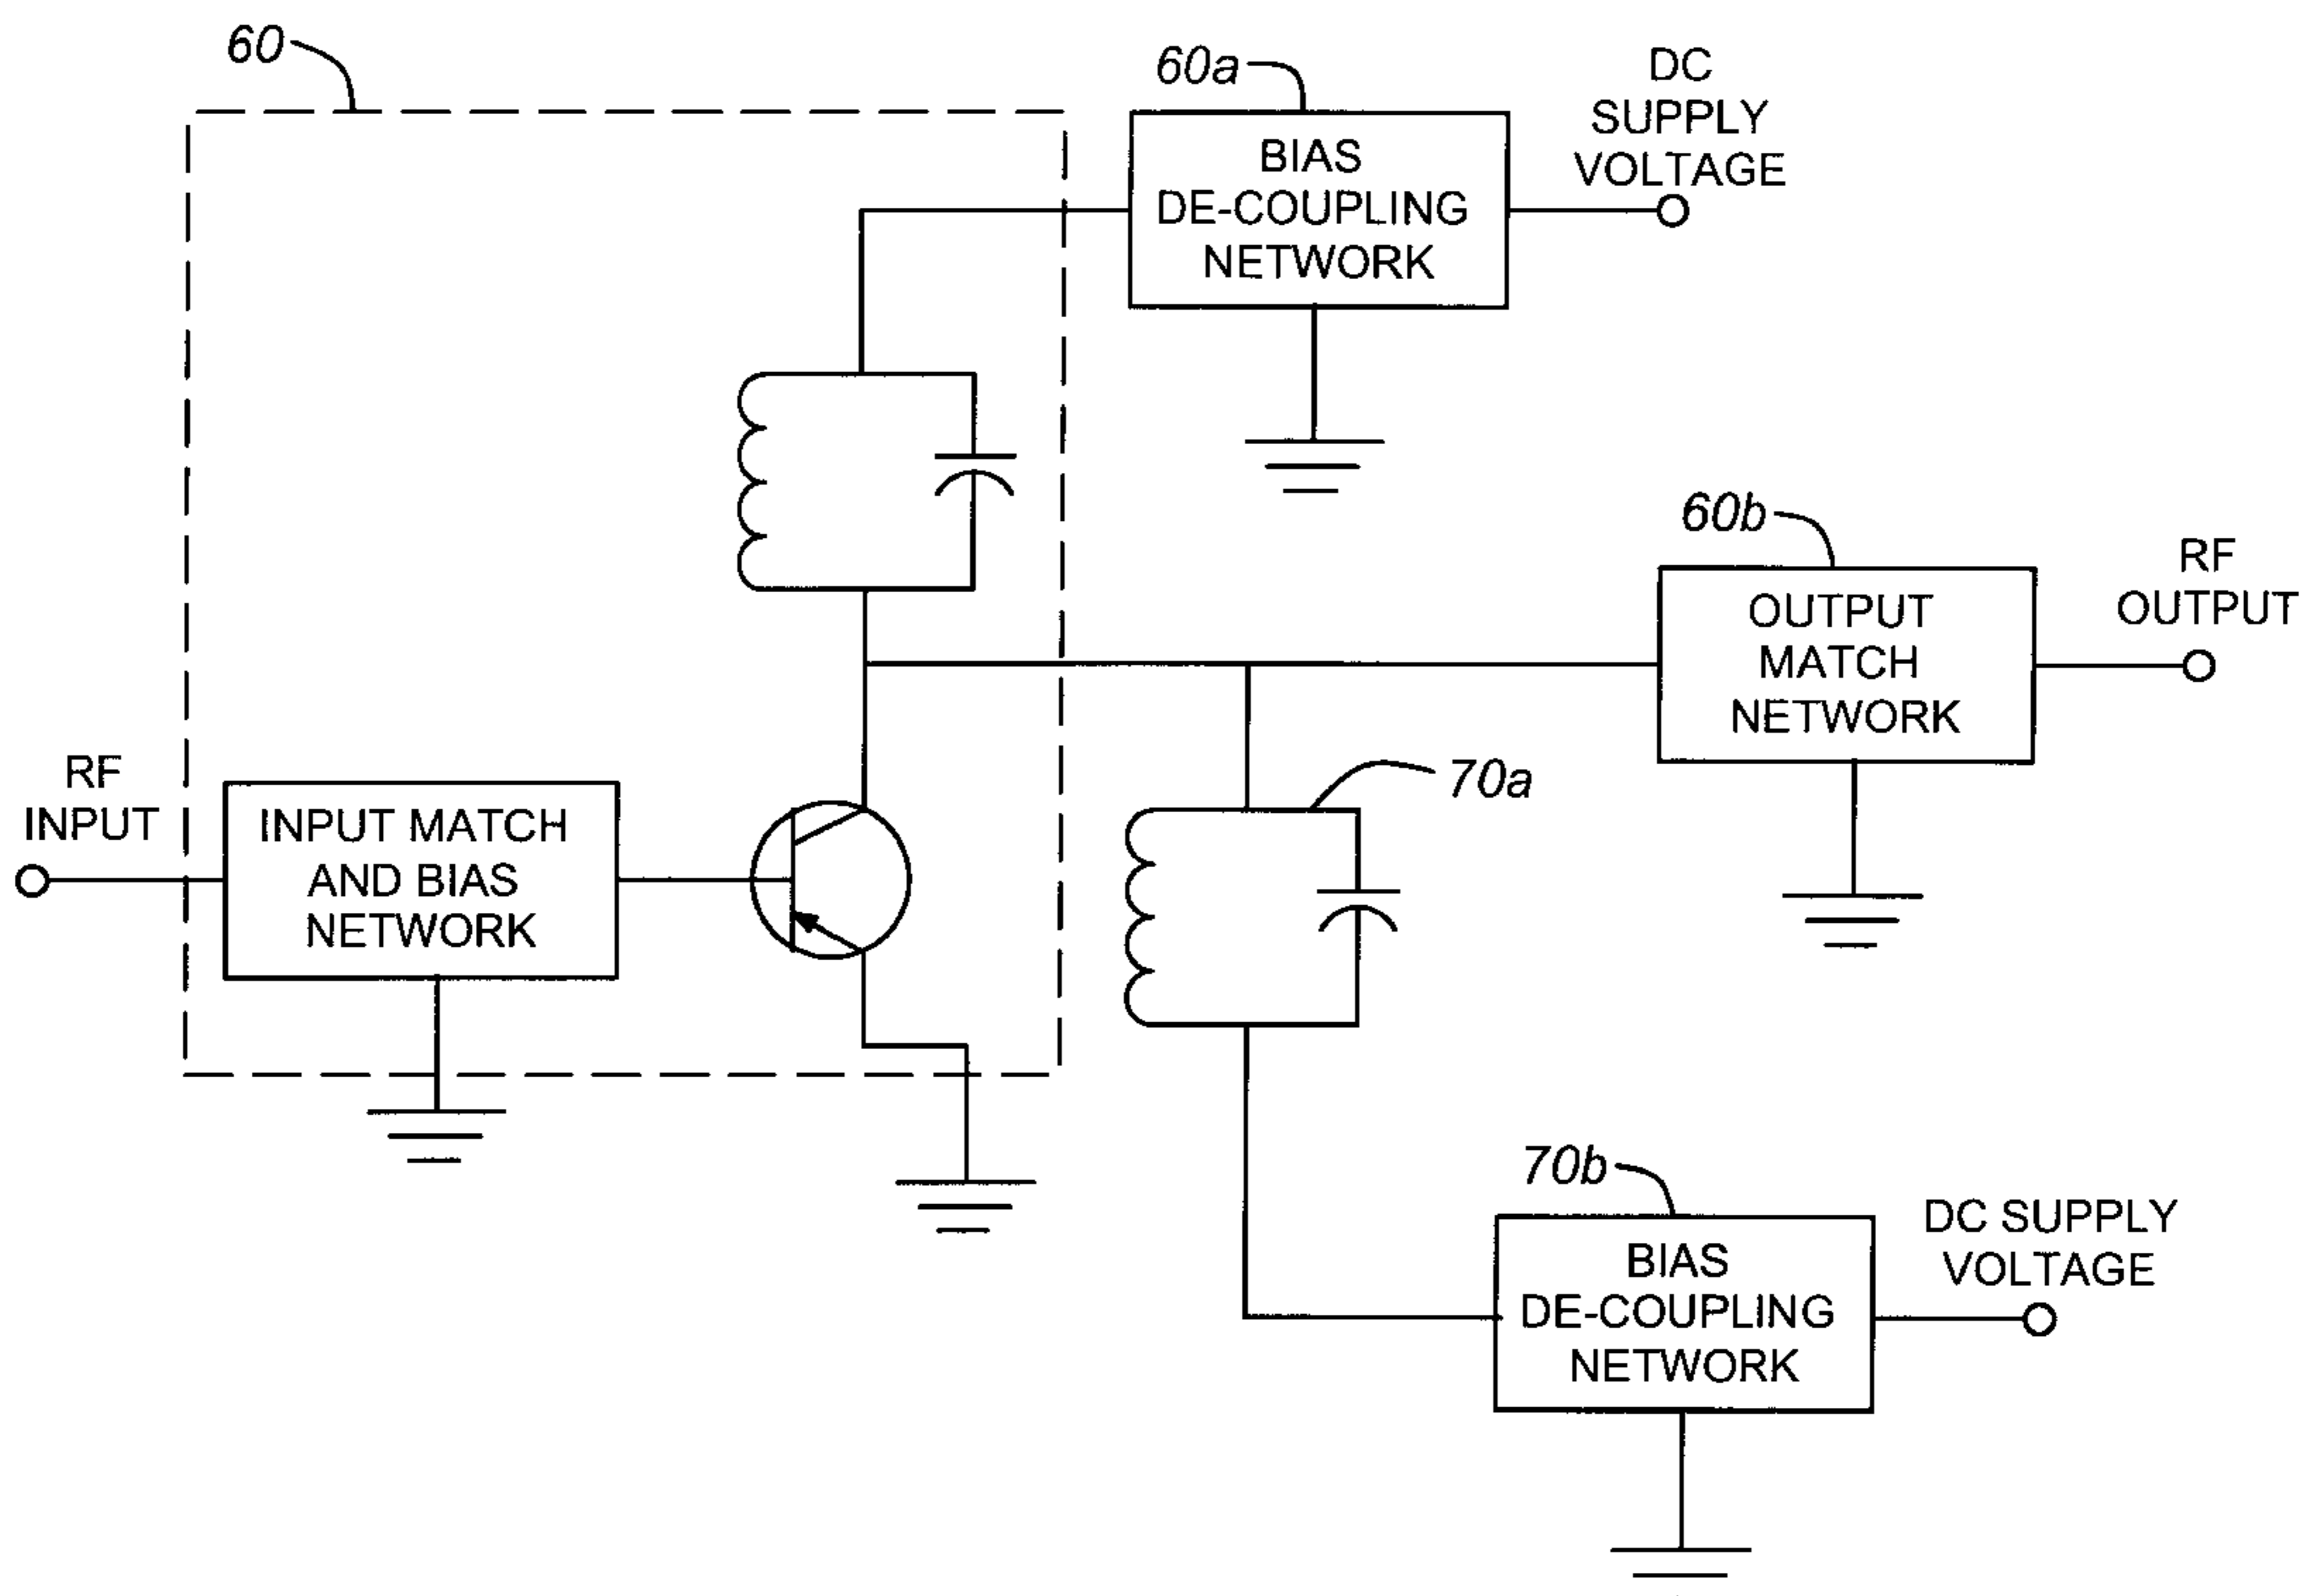 60
60a
DC
SUPPLY
VOLTAGE
BIAS
DE-COUPLING
NETWORK
60b
RF
OUTPUT
OUTPUT
MATCH
NETWORK
RF
INPUT
INPUT MATCH
AND BIAS
NETWORK
70a
70b
DC SUPPLY
VOLTAGE
BIAS
DE-COUPLING
NETWORK